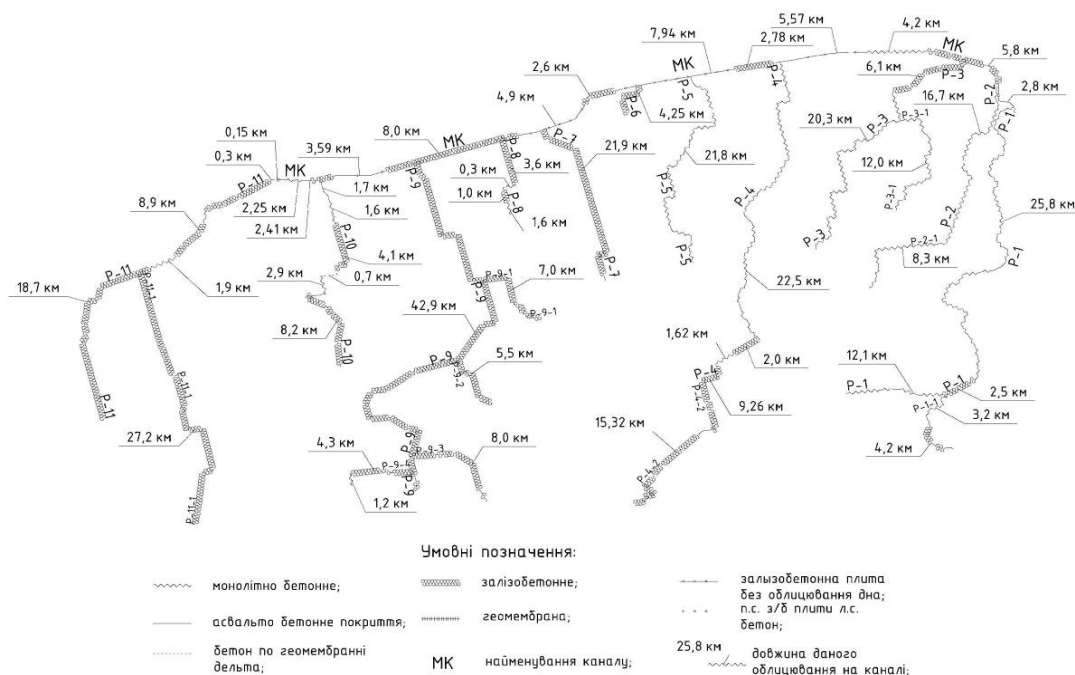 5,57 км
4,2 км
7,94 км
2,78 км
МК
5,8 км
МК
6,1 км
Р-3
2,6 км
Р-4
Р-5
Р-2
2,8 км
16,7 км
4,9 км
Р-6
4,25 км
Р-1
20,3 км
Р-3
Р-3-1
0,15 км
8,0 км
МК
Р-7
3,59 км
Р-8
21,9 км
0,3 км
МК
3,6 км
21,8 км
12,0 км
Р-11
Р-9
0,3 км
1,7 км
1,0 км
Р-8
Р-5
Р-4
Р-3-1
8,9 км
2,25 км
1,6 км
1,6 км
25,8 км
2,41 км
Р-10
Р-3
Р-2
Р-2-1
Р-1
4,1 км
Р-5
8,3 км
Р-11
Р-11-1
2,9 км
0,7 км
Р-9-1
7,0 км
Р-7
18,7 км
1,9 км
Р-9
22,5 км
42,9 км
Р-9-1
8,2 км
1,62 км
Р-10
Р-9
5,5 км
2,0 км
Р-9-2
12,1 км
Р-11-1
Р-4
Р-1
Р-1
2,5 км
Р-11
Р-4-2
9,26 км
Р-1-1
3,2 км
15,32 км
27,2 км
4,3 км
Р-9
8,0 км
4,2 км
Р-9-3
Р-9-4
Р-4-2
Р-9
1,2 км
Р-11-1
Умовні позначення:
монолітно бетонне;
залізобетонне;
залызобетонна плита
без облицювання дна;
асвальто бетонне покриття;
геомембрана;
п.с. з/б плити л.с.
бетон;
бетон по геомембранні
дельта;
МК
найменування каналу;
25,8 км
довжина даного
облицювання на каналі;